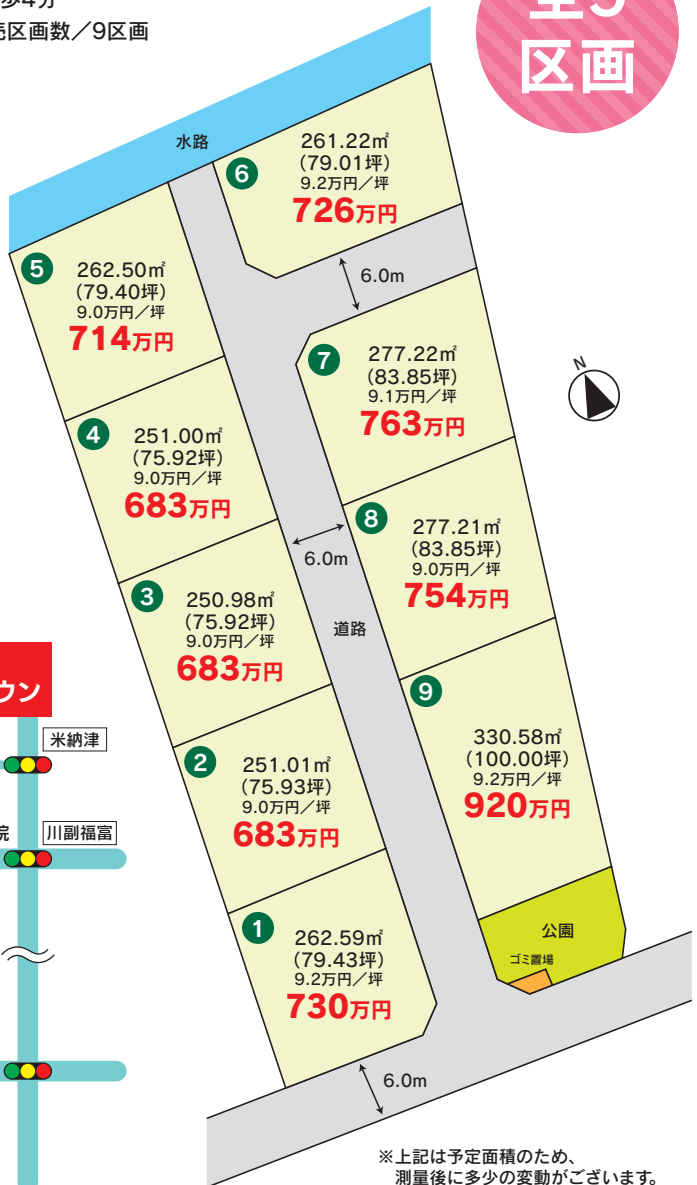 歩4分
売区画数／9区画
全9
区画
水路
6
261.22㎡
(79.01坪)
9.2万円／坪
726万円
5
262.50㎡
(79.40坪)
9.0万円／坪
714万円
6.0m
7
277.22㎡
(83.85坪)
9.1万円／坪
763万円
N
4
251.00㎡
(75.92坪)
9.0万円／坪
683万円
8
277.21㎡
(83.85坪)
9.0万円／坪
754万円
6.0m
道路
3
250.98㎡
(75.92坪)
9.0万円／坪
683万円
ウン
米納津
院
川副福富
9
330.58㎡
(100.00坪)
9.2万円／坪
920万円
2
251.01㎡
(75.93坪)
9.0万円／坪
683万円
1
262.59㎡
(79.43坪)
9.2万円／坪
730万円
公園
ゴミ置場
6.0m
※上記は予定面積のため、
測量後に多少の変動がございます。